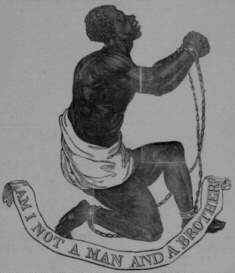 AM I NOT A MAN AND A BROTHER